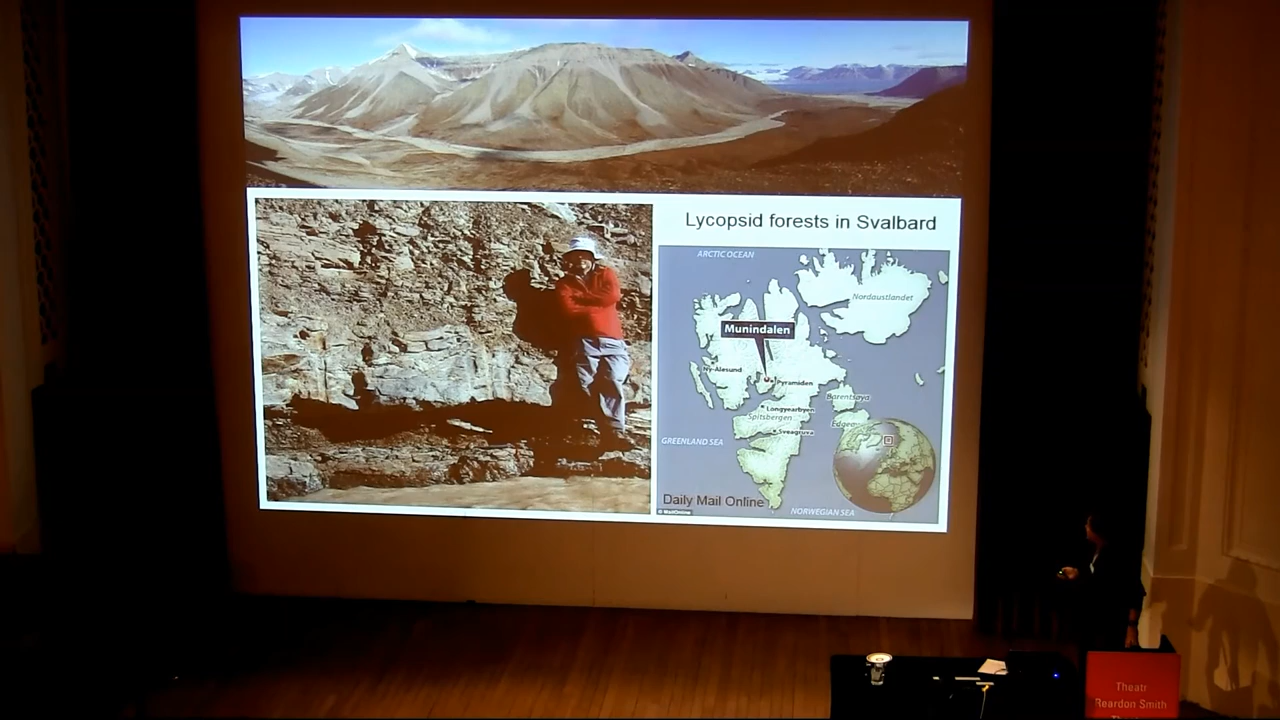 Lycopsid forests in Svalbard
ARCTIC OCEAN
Nordaustlandet
Munindalen
Ny-Alesund
Pyramiden
Barentsøya
Longyearbyen
Spitsbergen
Sveagruva
GREENLAND SEA
Daily Mail Online
© MailOnline
NORWEGIAN SEA
Theatr
Reardon Smith